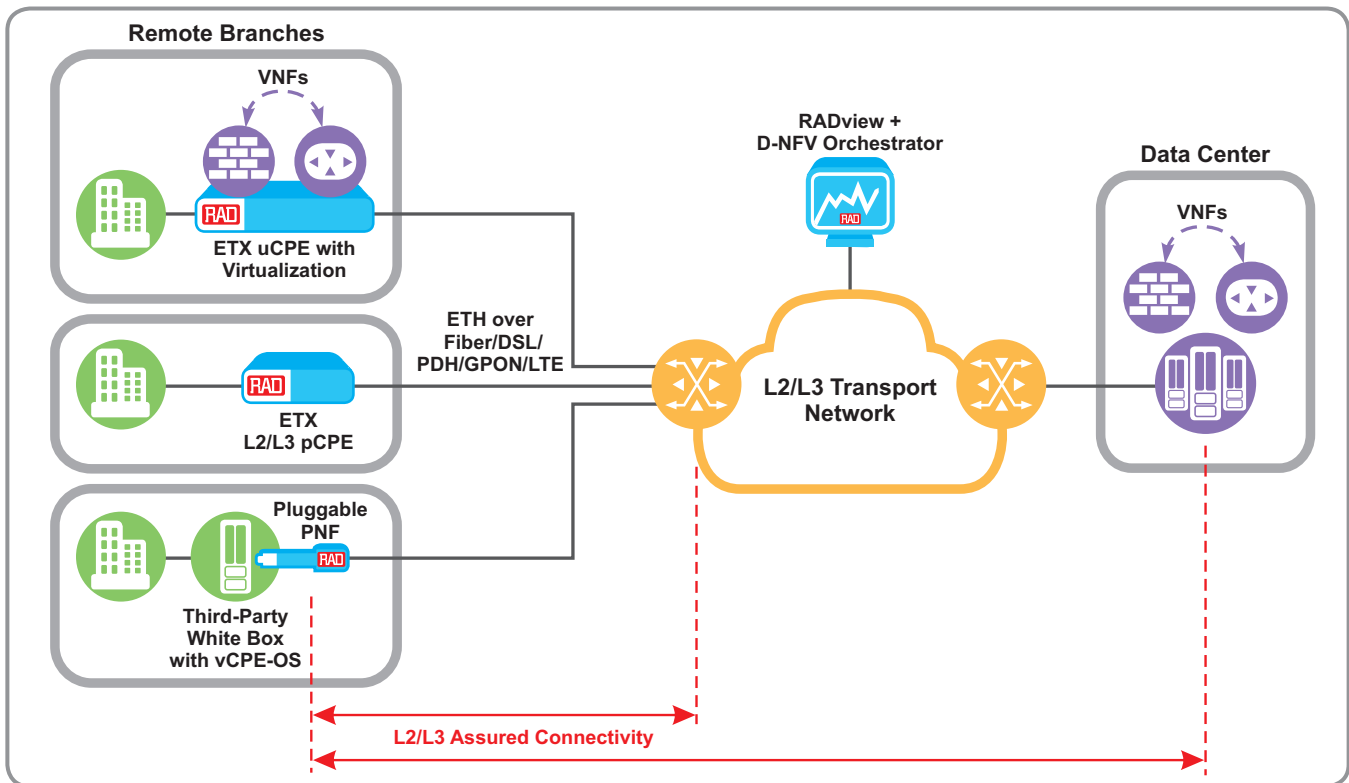 Remote Branches
VNFs
RAD
ETX uCPE with
Virtualization
RAD
ETX
L2/L3 pCPE
Pluggable
PNF
RAD
Third-Party
White Box
with vCPE-OS
ETH over
Fiber/DSL/
PDH/GPON/LTE
RADview +
D-NFV Orchestrator
RAD
L2/L3 Transport
Network
Data Center
VNFs
L2/L3 Assured Connectivity